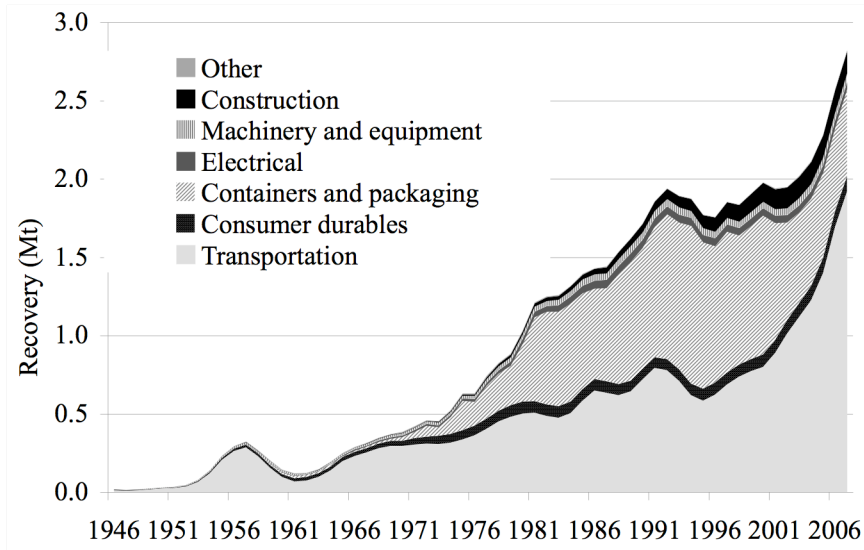 3.0
2.5
2.0
1.5
1.0
0.5
0.0
Recovery (Mt)
Other
Construction
Machinery and equipment
Electrical
Containers and packaging
Consumer durables
Transportation
1946 1951 1956 1961 1966 1971 1976 1981 1986 1991 1996 2001 2006